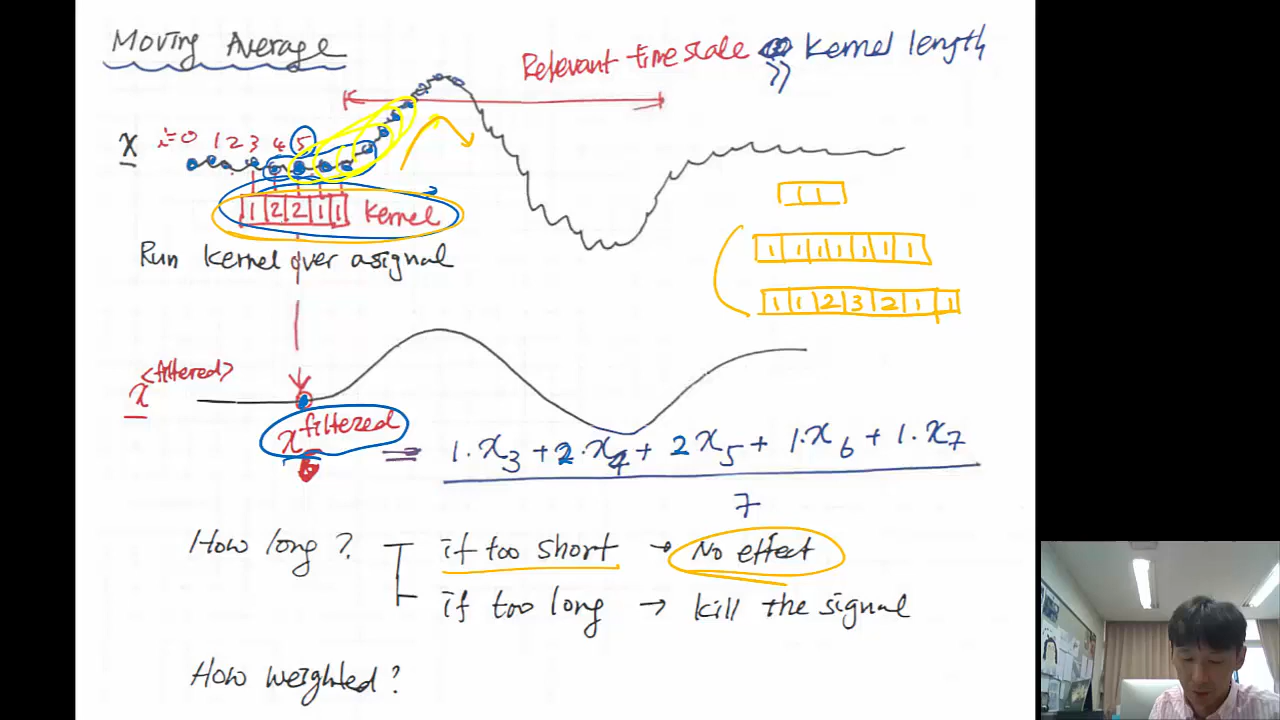 Moving Average
Relevant time scale >> Kernel length
x i=0 1 2 3 4 5
1 2 2 1 1 Kernel
Run kernel over a signal
1 1
1 1 1 1 1 1 1
1 1 2 3 2 1 1
x<filtered>
x filtered = 1·x3 + 2·x4 + 2x5 + 1·x6 + 1·x7
7
How long? if too short → No effect
if too long → kill the signal
How weighted?